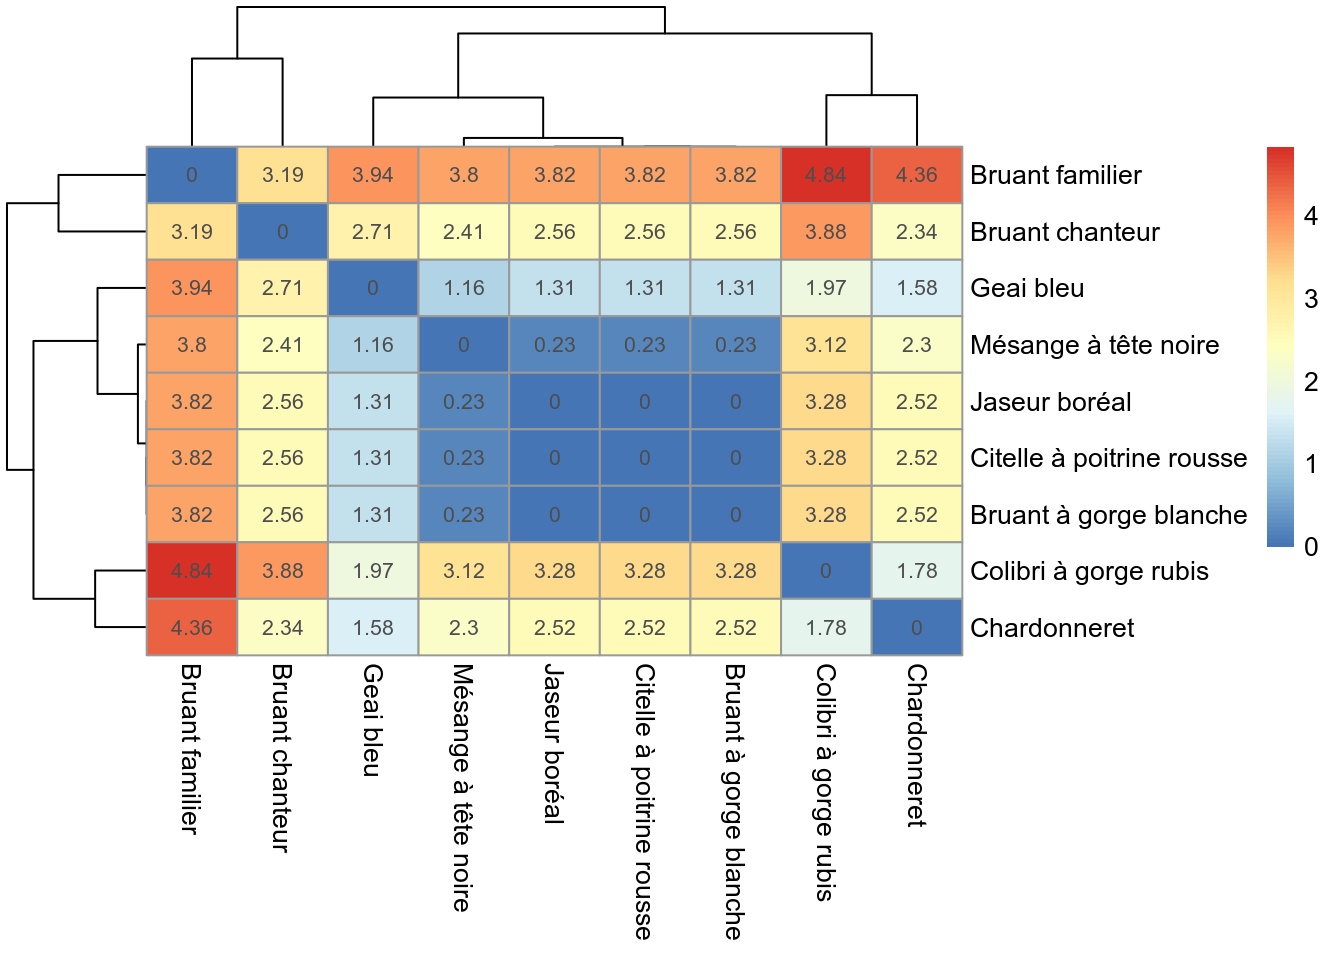 0 3.19 3.94 3.8 3.82 3.82 3.82 4.84 4.36 Bruant familier
3.19 0 2.71 2.41 2.56 2.56 2.56 3.88 2.34 Bruant chanteur
3.94 2.71 0 1.16 1.31 1.31 1.31 1.97 1.58 Geai bleu
3.8 2.41 1.16 0 0.23 0.23 0.23 3.12 2.3 Mésange à tête noire
3.82 2.56 1.31 0.23 0 0 0 3.28 2.52 Jaseur boréal
3.82 2.56 1.31 0.23 0 0 0 3.28 2.52 Citelle à poitrine rousse
3.82 2.56 1.31 0.23 0 0 0 3.28 2.52 Bruant à gorge blanche
4.84 3.88 1.97 3.12 3.28 3.28 3.28 0 1.78 Colibri à gorge rubis
4.36 2.34 1.58 2.3 2.52 2.52 2.52 1.78 0 Chardonneret
Bruant familier
Bruant chanteur
Geai bleu
Mésange à tête noire
Jaseur boréal
Citelle à poitrine rousse
Bruant à gorge blanche
Colibri à gorge rubis
Chardonneret
4
3
2
1
0